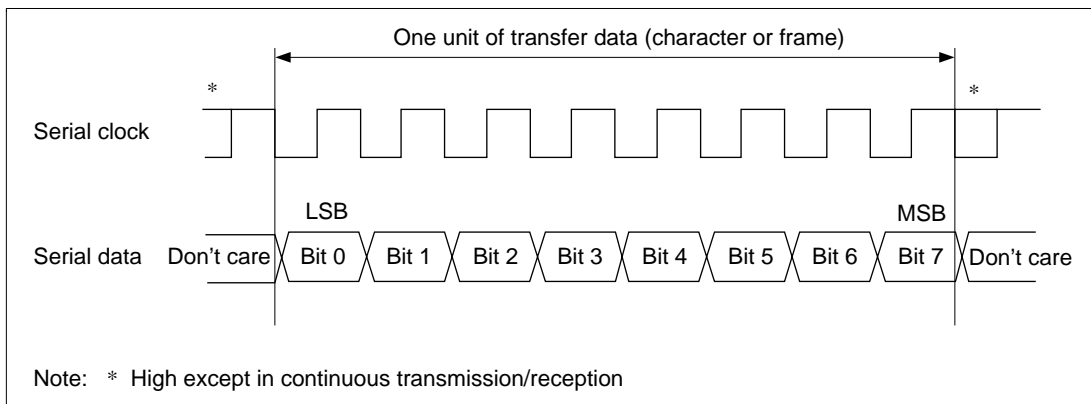 One unit of transfer data (character or frame)
* *
Serial clock
LSB MSB
Serial data Don't care Bit 0 Bit 1 Bit 2 Bit 3 Bit 4 Bit 5 Bit 6 Bit 7 Don't care
Note: * High except in continuous transmission/reception